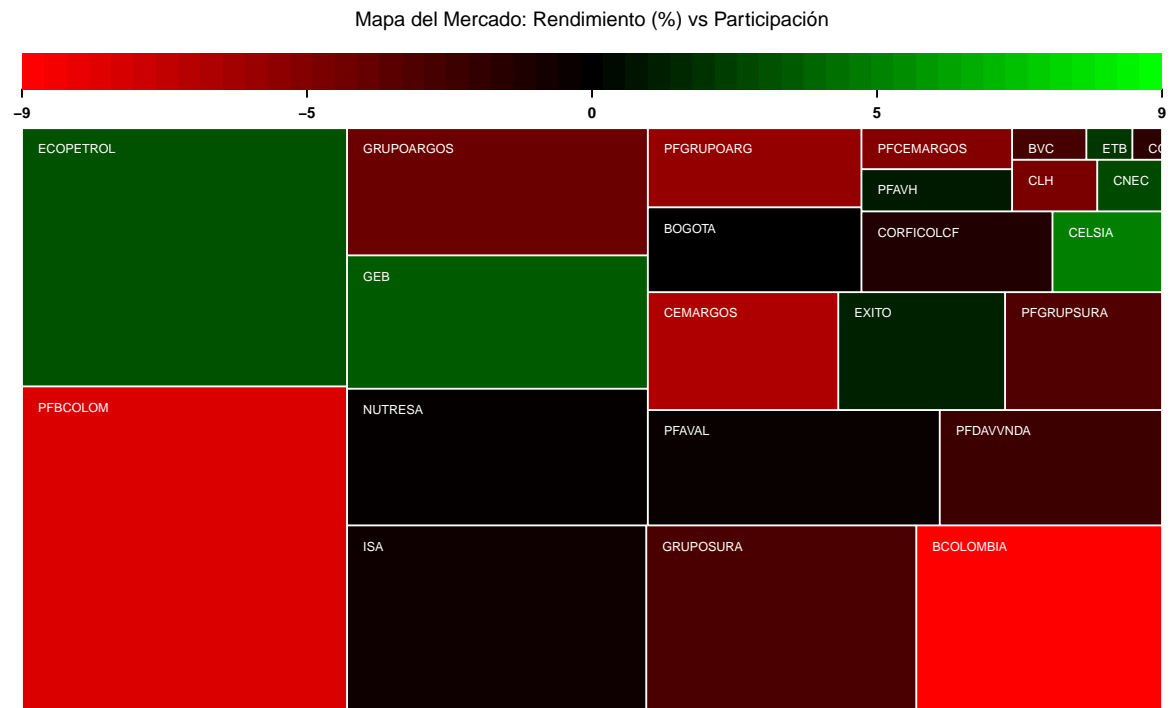 Mapa del Mercado: Rendimiento (%) vs Participación
−9 −5 0 5 9
ECOPETROL GRUPOARGOS PFGRUPOARG PFCEMARGOS BVC ETB
CLH CNEC
PFAVH
BOGOTA CORFICOLCF CELSIA
GEB
CEMARGOS EXITO PFGRUPSURA
PFBCOLOM NUTRESA
PFAVAL PFDAVVNDA
ISA GRUPOSURA BCOLOMBIA